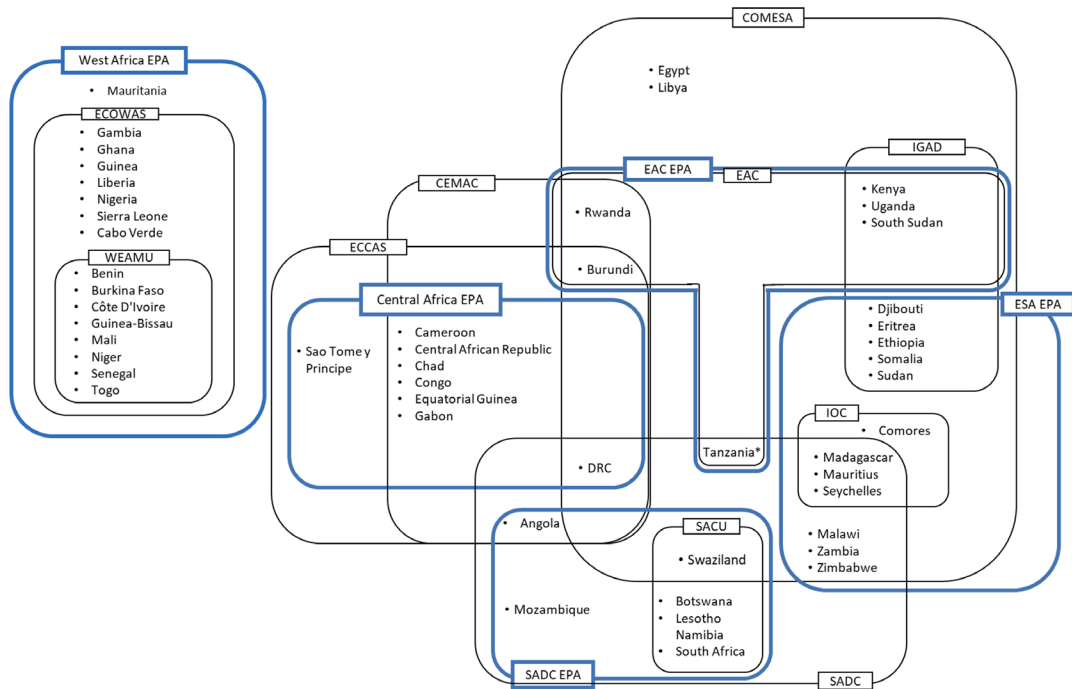 COMESA
West Africa EPA
• Mauritania
ECOWAS
• Gambia
• Ghana
• Guinea
• Liberia
• Nigeria
• Sierra Leone
• Cabo Verde
WEAMU
• Benin
• Burkina Faso
• Côte D'Ivoire
• Guinea-Bissau
• Mali
• Niger
• Senegal
• Togo
• Egypt
• Libya
IGAD
EAC EPA
EAC
CEMAC
• Kenya
• Uganda
• South Sudan
• Rwanda
ECCAS
• Burundi
Central Africa EPA
ESA EPA
• Sao Tome y
Principe
• Cameroon
• Central African Republic
• Chad
• Congo
• Equatorial Guinea
• Gabon
• Djibouti
• Eritrea
• Ethiopia
• Somalia
• Sudan
IOC
• Comores
• Madagascar
• Mauritius
• Seychelles
Tanzania*
• DRC
• Angola
SACU
• Swaziland
• Malawi
• Zambia
• Zimbabwe
• Mozambique
• Botswana
• Lesotho
Namibia
• South Africa
SADC EPA
SADC